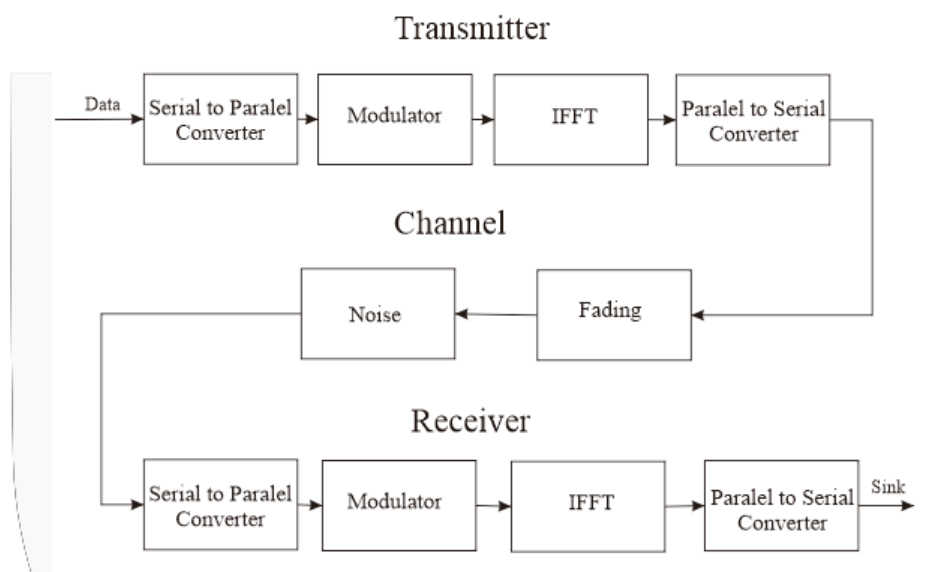 Transmitter
Data
Serial to Paralel
Converter
Modulator
IFFT
Paralel to Serial
Converter
Channel
Noise
Fading
Receiver
Serial to Paralel
Converter
Modulator
IFFT
Paralel to Serial
Converter
Sink